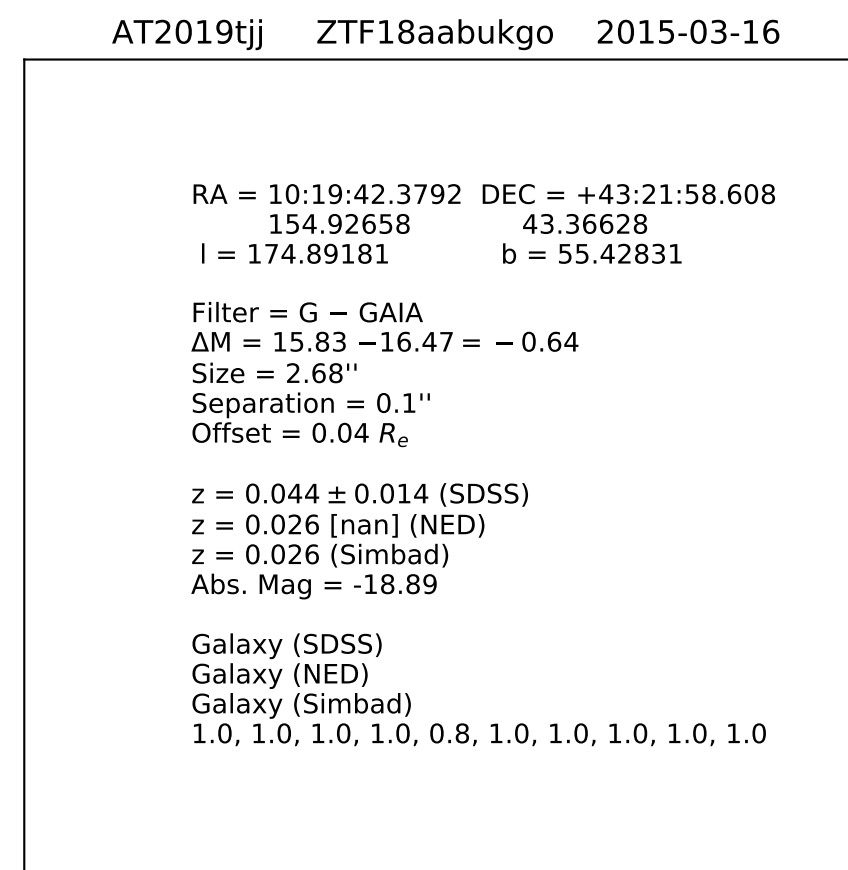 AT2019tjj ZTF18aabukgo 2015-03-16
RA = 10:19:42.3792 DEC = +43:21:58.608
154.92658 43.36628
l = 174.89181 b = 55.42831
Filter = G − GAIA
ΔM = 15.83 −16.47 = − 0.64
Size = 2.68''
Separation = 0.1''
Offset = 0.04 Rₑ
z = 0.044 ± 0.014 (SDSS)
z = 0.026 [nan] (NED)
z = 0.026 (Simbad)
Abs. Mag = -18.89
Galaxy (SDSS)
Galaxy (NED)
Galaxy (Simbad)
1.0, 1.0, 1.0, 1.0, 0.8, 1.0, 1.0, 1.0, 1.0, 1.0